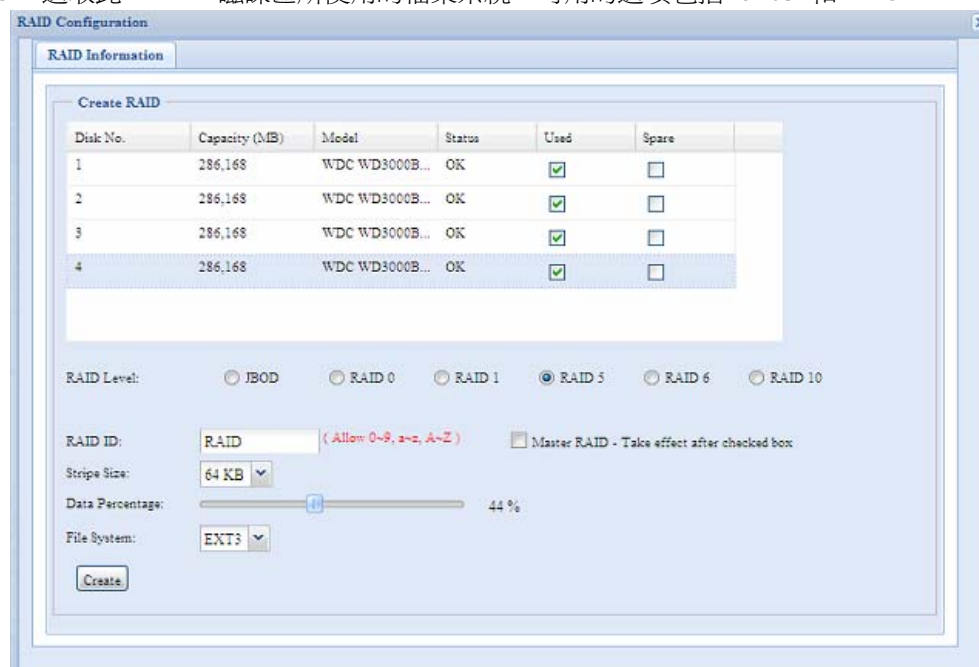 RAID Configuration
RAID Information
Create RAID
Disk No. Capacity (MB) Model Status Used Spare
1 286,168 WDC WD3000B... OK
2 286,168 WDC WD3000B... OK
3 286,168 WDC WD3000B... OK
4 286,168 WDC WD3000B... OK
RAID Level: JBOD RAID 0 RAID 1 RAID 5 RAID 6 RAID 10
RAID ID: RAID ( Allow 0~9, a~z, A~Z ) Master RAID - Take effect after checked box
Stripe Size: 64 KB
Data Percentage: 44 %
File System: EXT3
Create